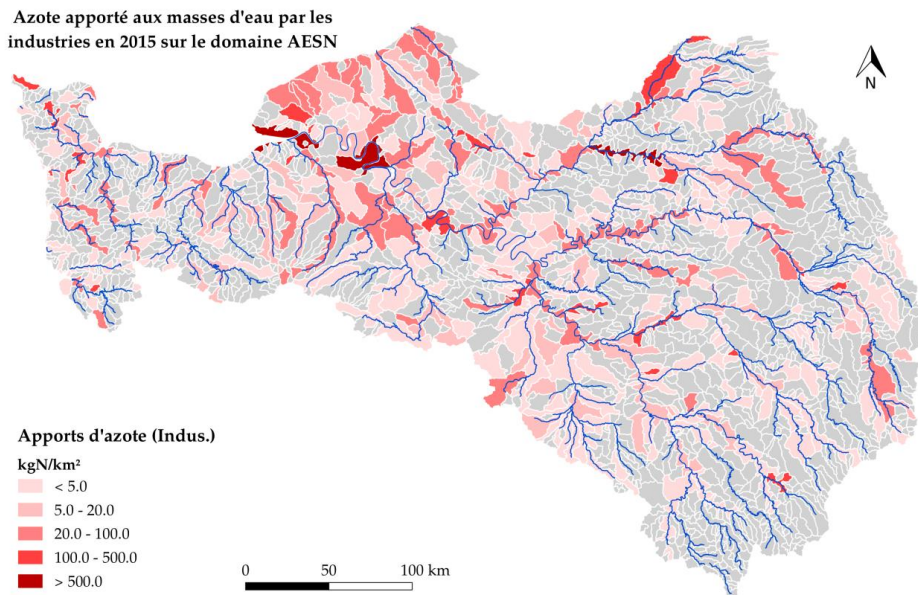 Azote apporté aux masses d'eau par les
industries en 2015 sur le domaine AESN
N
Apports d'azote (Indus.)
kgN/km²
< 5.0
5.0 - 20.0
20.0 - 100.0
100.0 - 500.0
> 500.0
0 50 100 km